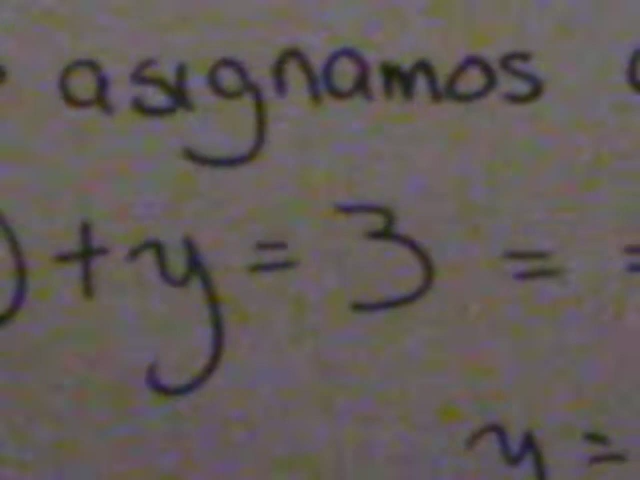 asignamos
) + y = 3 = =
y =